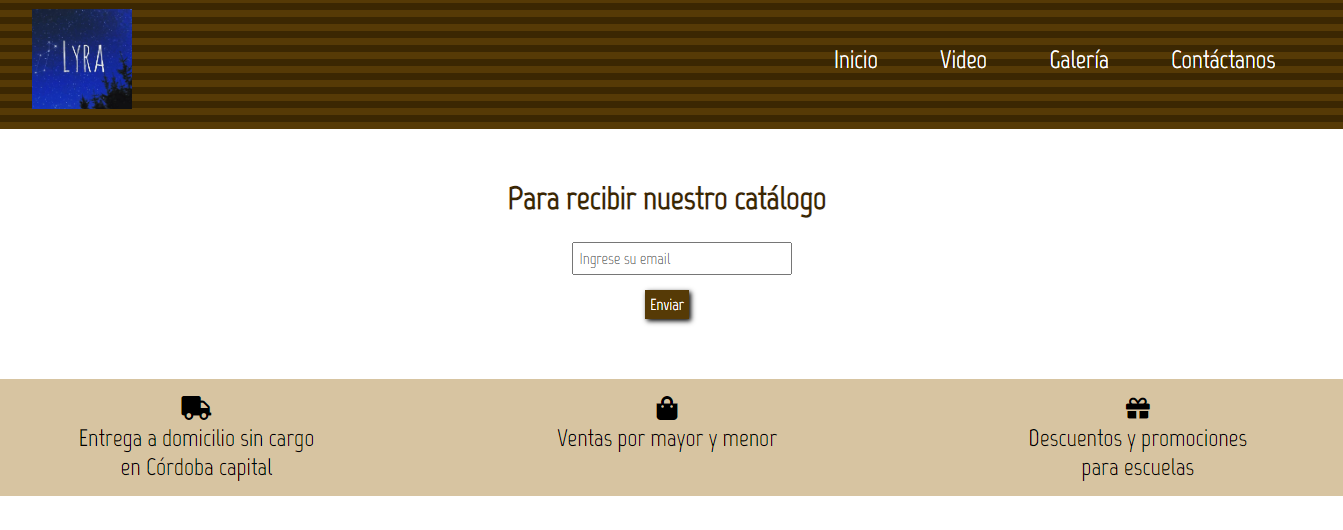 LYRA
Inicio Video Galería Contáctanos
Para recibir nuestro catálogo
Ingrese su email
Enviar
Entrega a domicilio sin cargo
en Córdoba capital
Ventas por mayor y menor
Descuentos y promociones
para escuelas